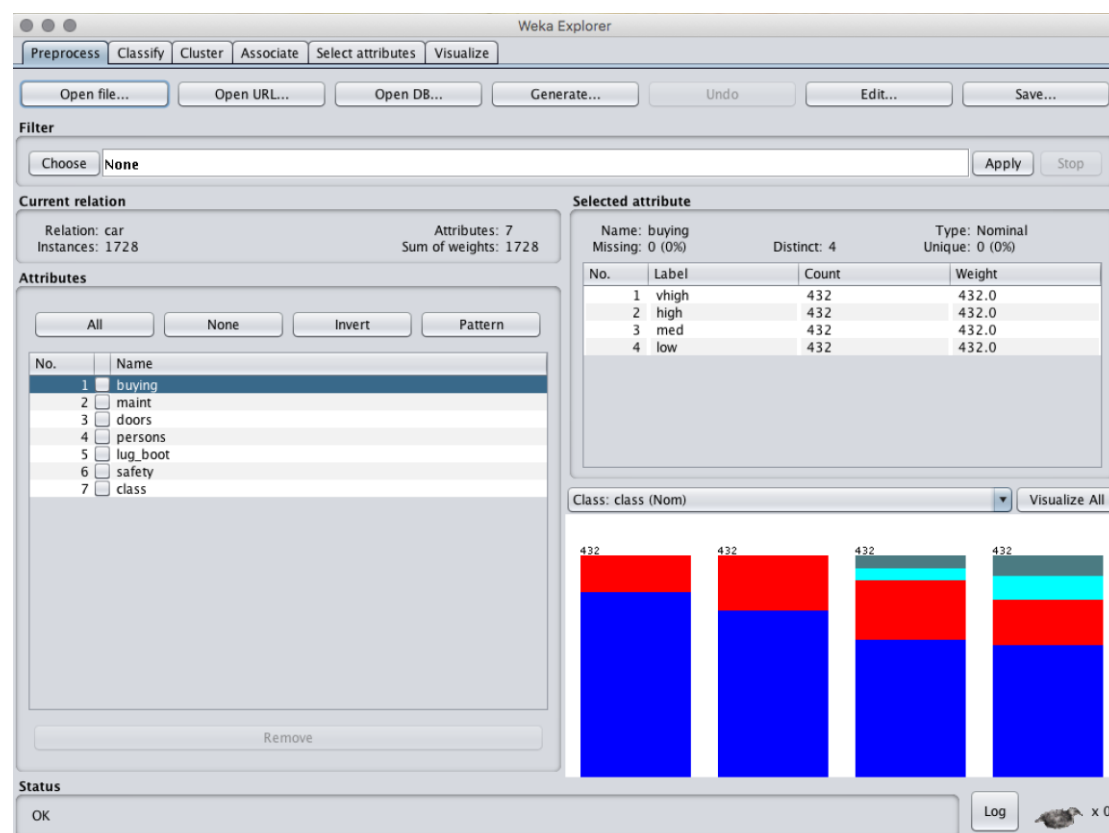 Weka Explorer
Preprocess Classify Cluster Associate Select attributes Visualize
Open file... Open URL... Open DB... Generate... Undo Edit... Save...
Filter
Choose None Apply Stop
Current relation
Relation: car Attributes: 7
Instances: 1728 Sum of weights: 1728
Attributes
All None Invert Pattern
No. Name
1 buying
2 maint
3 doors
4 persons
5 lug_boot
6 safety
7 class
Remove
Selected attribute
Name: buying Type: Nominal
Missing: 0 (0%) Distinct: 4 Unique: 0 (0%)
No. Label Count Weight
1 vhigh 432 432.0
2 high 432 432.0
3 med 432 432.0
4 low 432 432.0
Class: class (Nom) Visualize All
432 432 432 432
Status
OK Log x 0